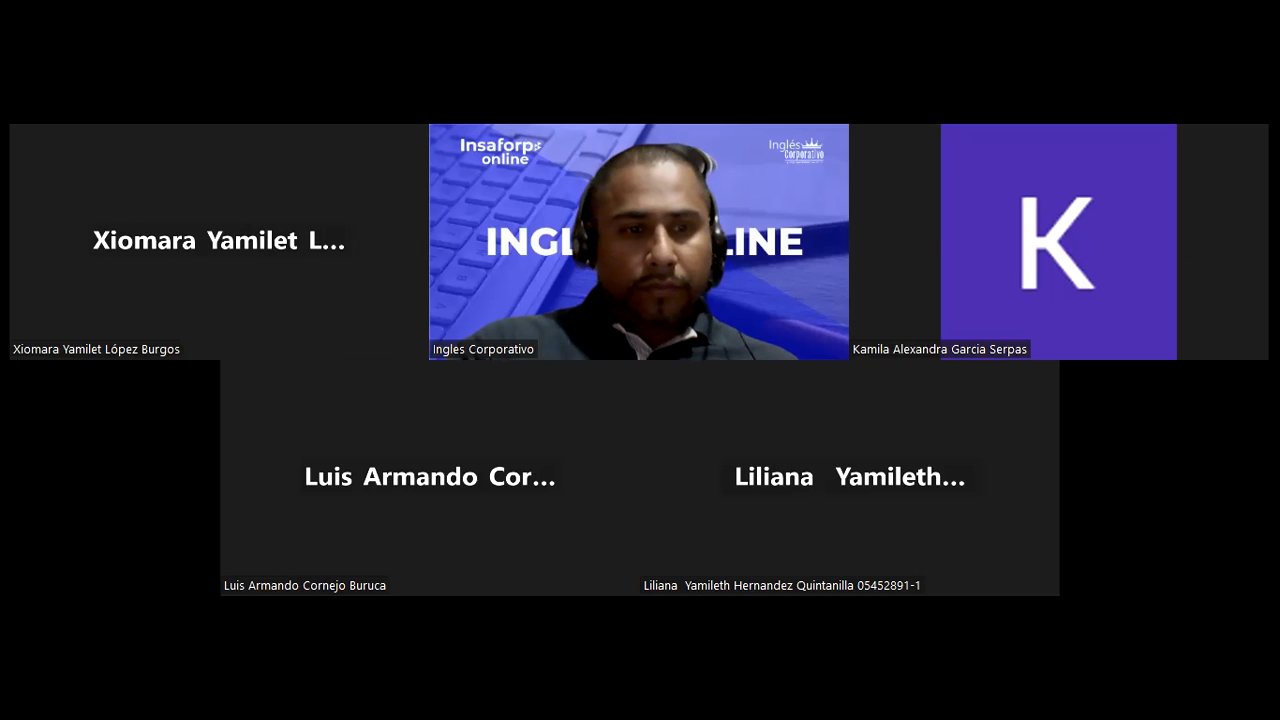 Xiomara Yamilet L...
Xiomara Yamilet López Burgos
Insaforp
online
Inglés
Corporativo
INGL LINE
Ingles Corporativo
K
Kamila Alexandra Garcia Serpas
Luis Armando Cor...
Luis Armando Cornejo Buruca
Liliana Yamileth...
Liliana Yamileth Hernandez Quintanilla 05452891-1